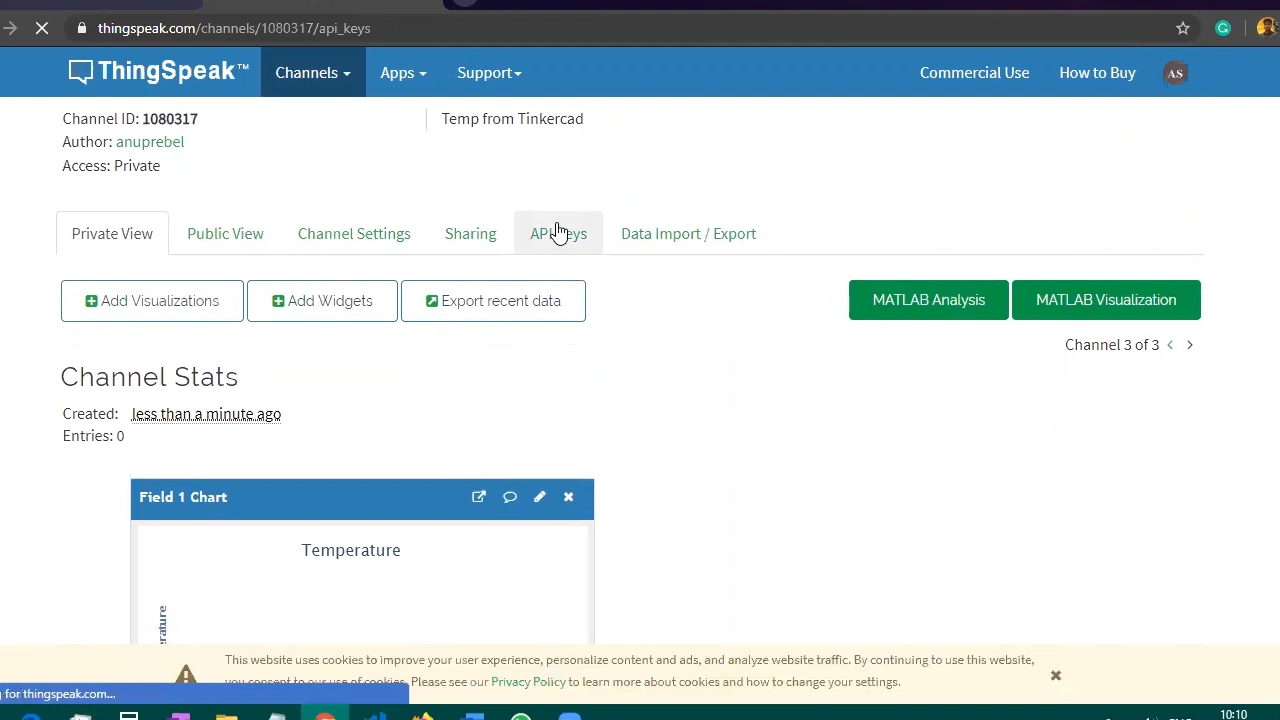 thingspeak.com/channels/1080317/api_keys
ThingSpeak™
Channels
Apps
Support
Commercial Use
How to Buy
AS
Channel ID: 1080317
Temp from Tinkercad
Author: anuprebel
Access: Private
Private View
Public View
Channel Settings
Sharing
API Keys
Data Import / Export
Add Visualizations
Add Widgets
Export recent data
MATLAB Analysis
MATLAB Visualization
Channel 3 of 3
Channel Stats
Created: less than a minute ago
Entries: 0
Field 1 Chart
Temperature
This website uses cookies to improve your user experience, personalize content and ads, and analyze website traffic. By continuing to use this website,
you consent to our use of cookies. Please see our Privacy Policy to learn more about cookies and how to change your settings.
for thingspeak.com...
10:10